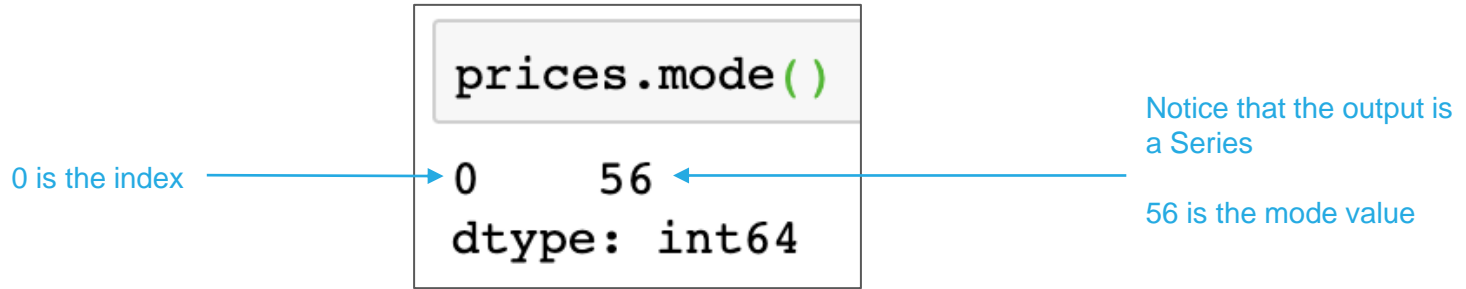 prices.mode()
0 is the index
0 56
dtype: int64
Notice that the output is
a Series
56 is the mode value